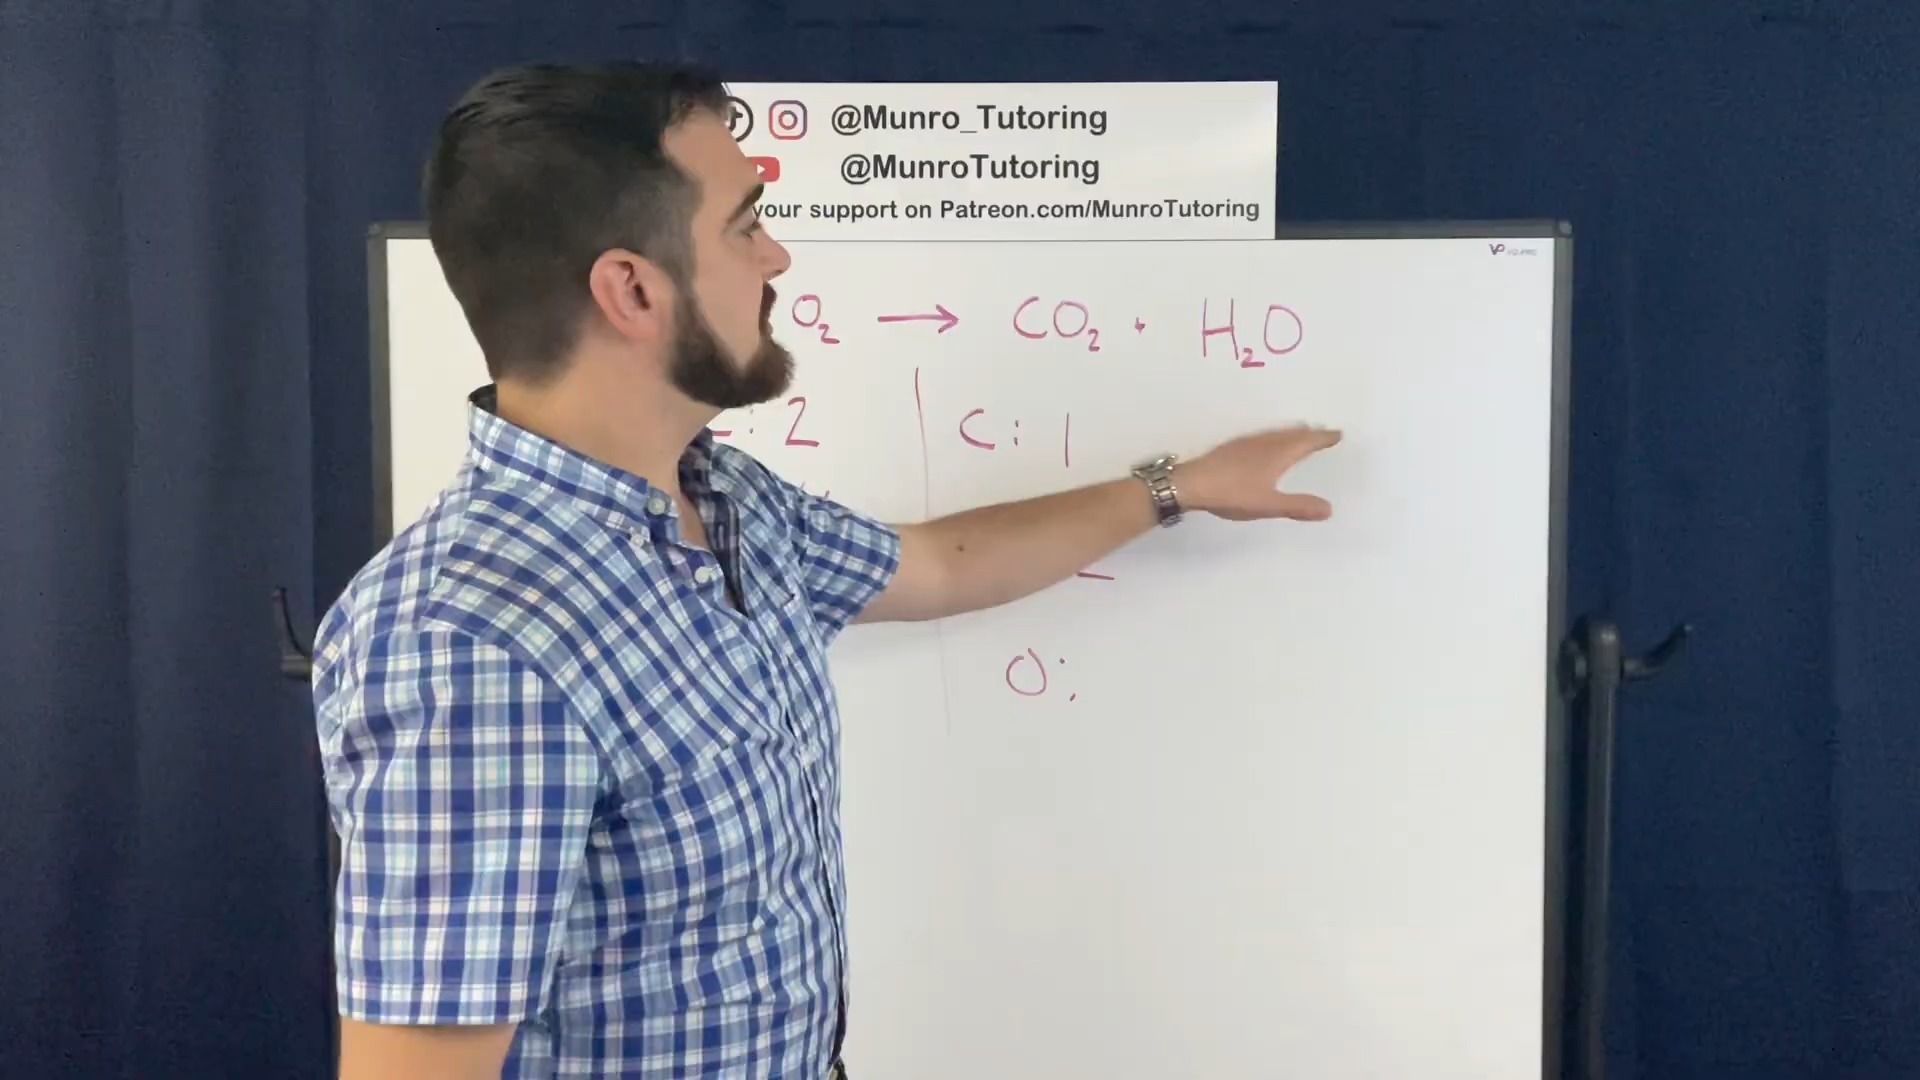 @Munro_Tutoring
@MunroTutoring
your support on Patreon.com/MunroTutoring
O₂ → CO₂ + H₂O
: 2
C: 1
O: